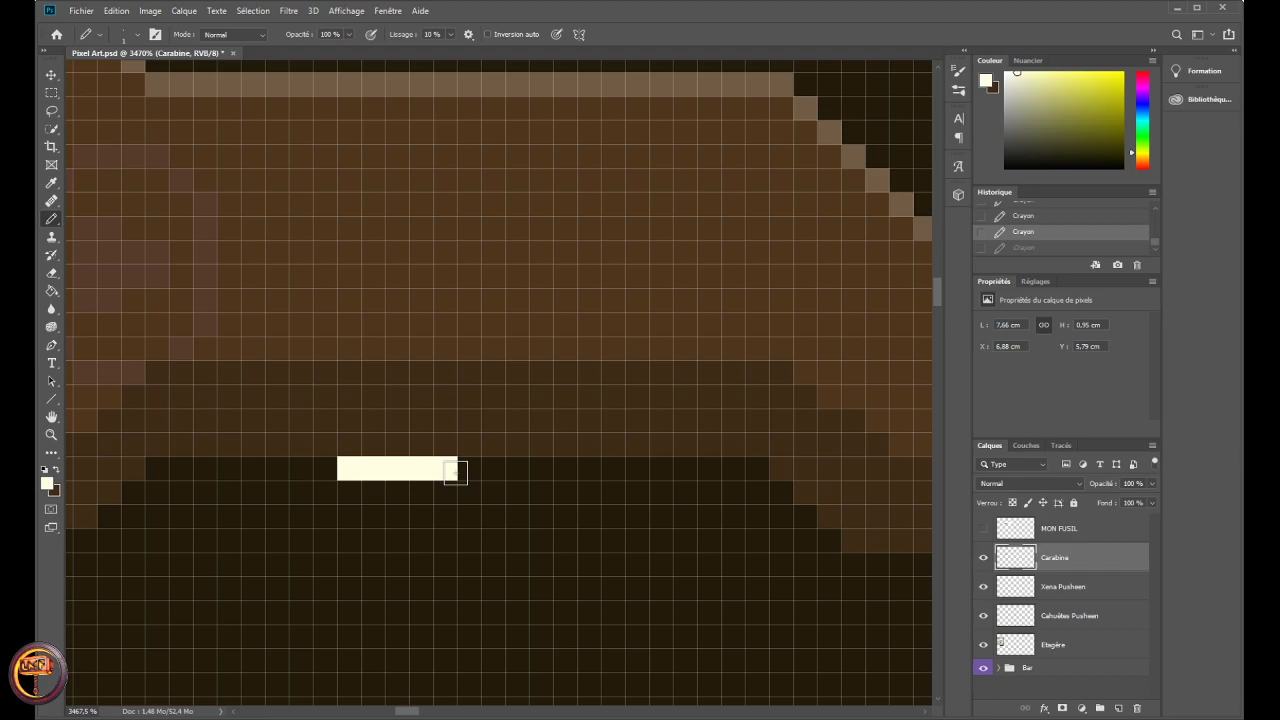 Ps Fichier Edition Image Calque Texte Sélection Filtre 3D Affichage Fenêtre Aide
1 Mode : Normal Opacité : 100 % Lissage : 10 % Inversion auto
Pixel Art.psd @ 3470% (Carabine, RVB/8) * ×
Couleur Nuancier
Formation
Bibliothèqu...
Historique
Crayon
Crayon
Crayon
Propriétés Réglages
Propriétés du calque de pixels
L : 7,66 cm H : 0,95 cm
X : 6,88 cm Y : 5,79 cm
Calques Couches Tracés
Type
Normal Opacité : 100 %
Verrou : Fond : 100 %
MON FUSIL
Carabine
Xena Pusheen
Cahuètes Pusheen
Etagère
Bar
3467,5 % Doc : 1,48 Mo/52,4 Mo